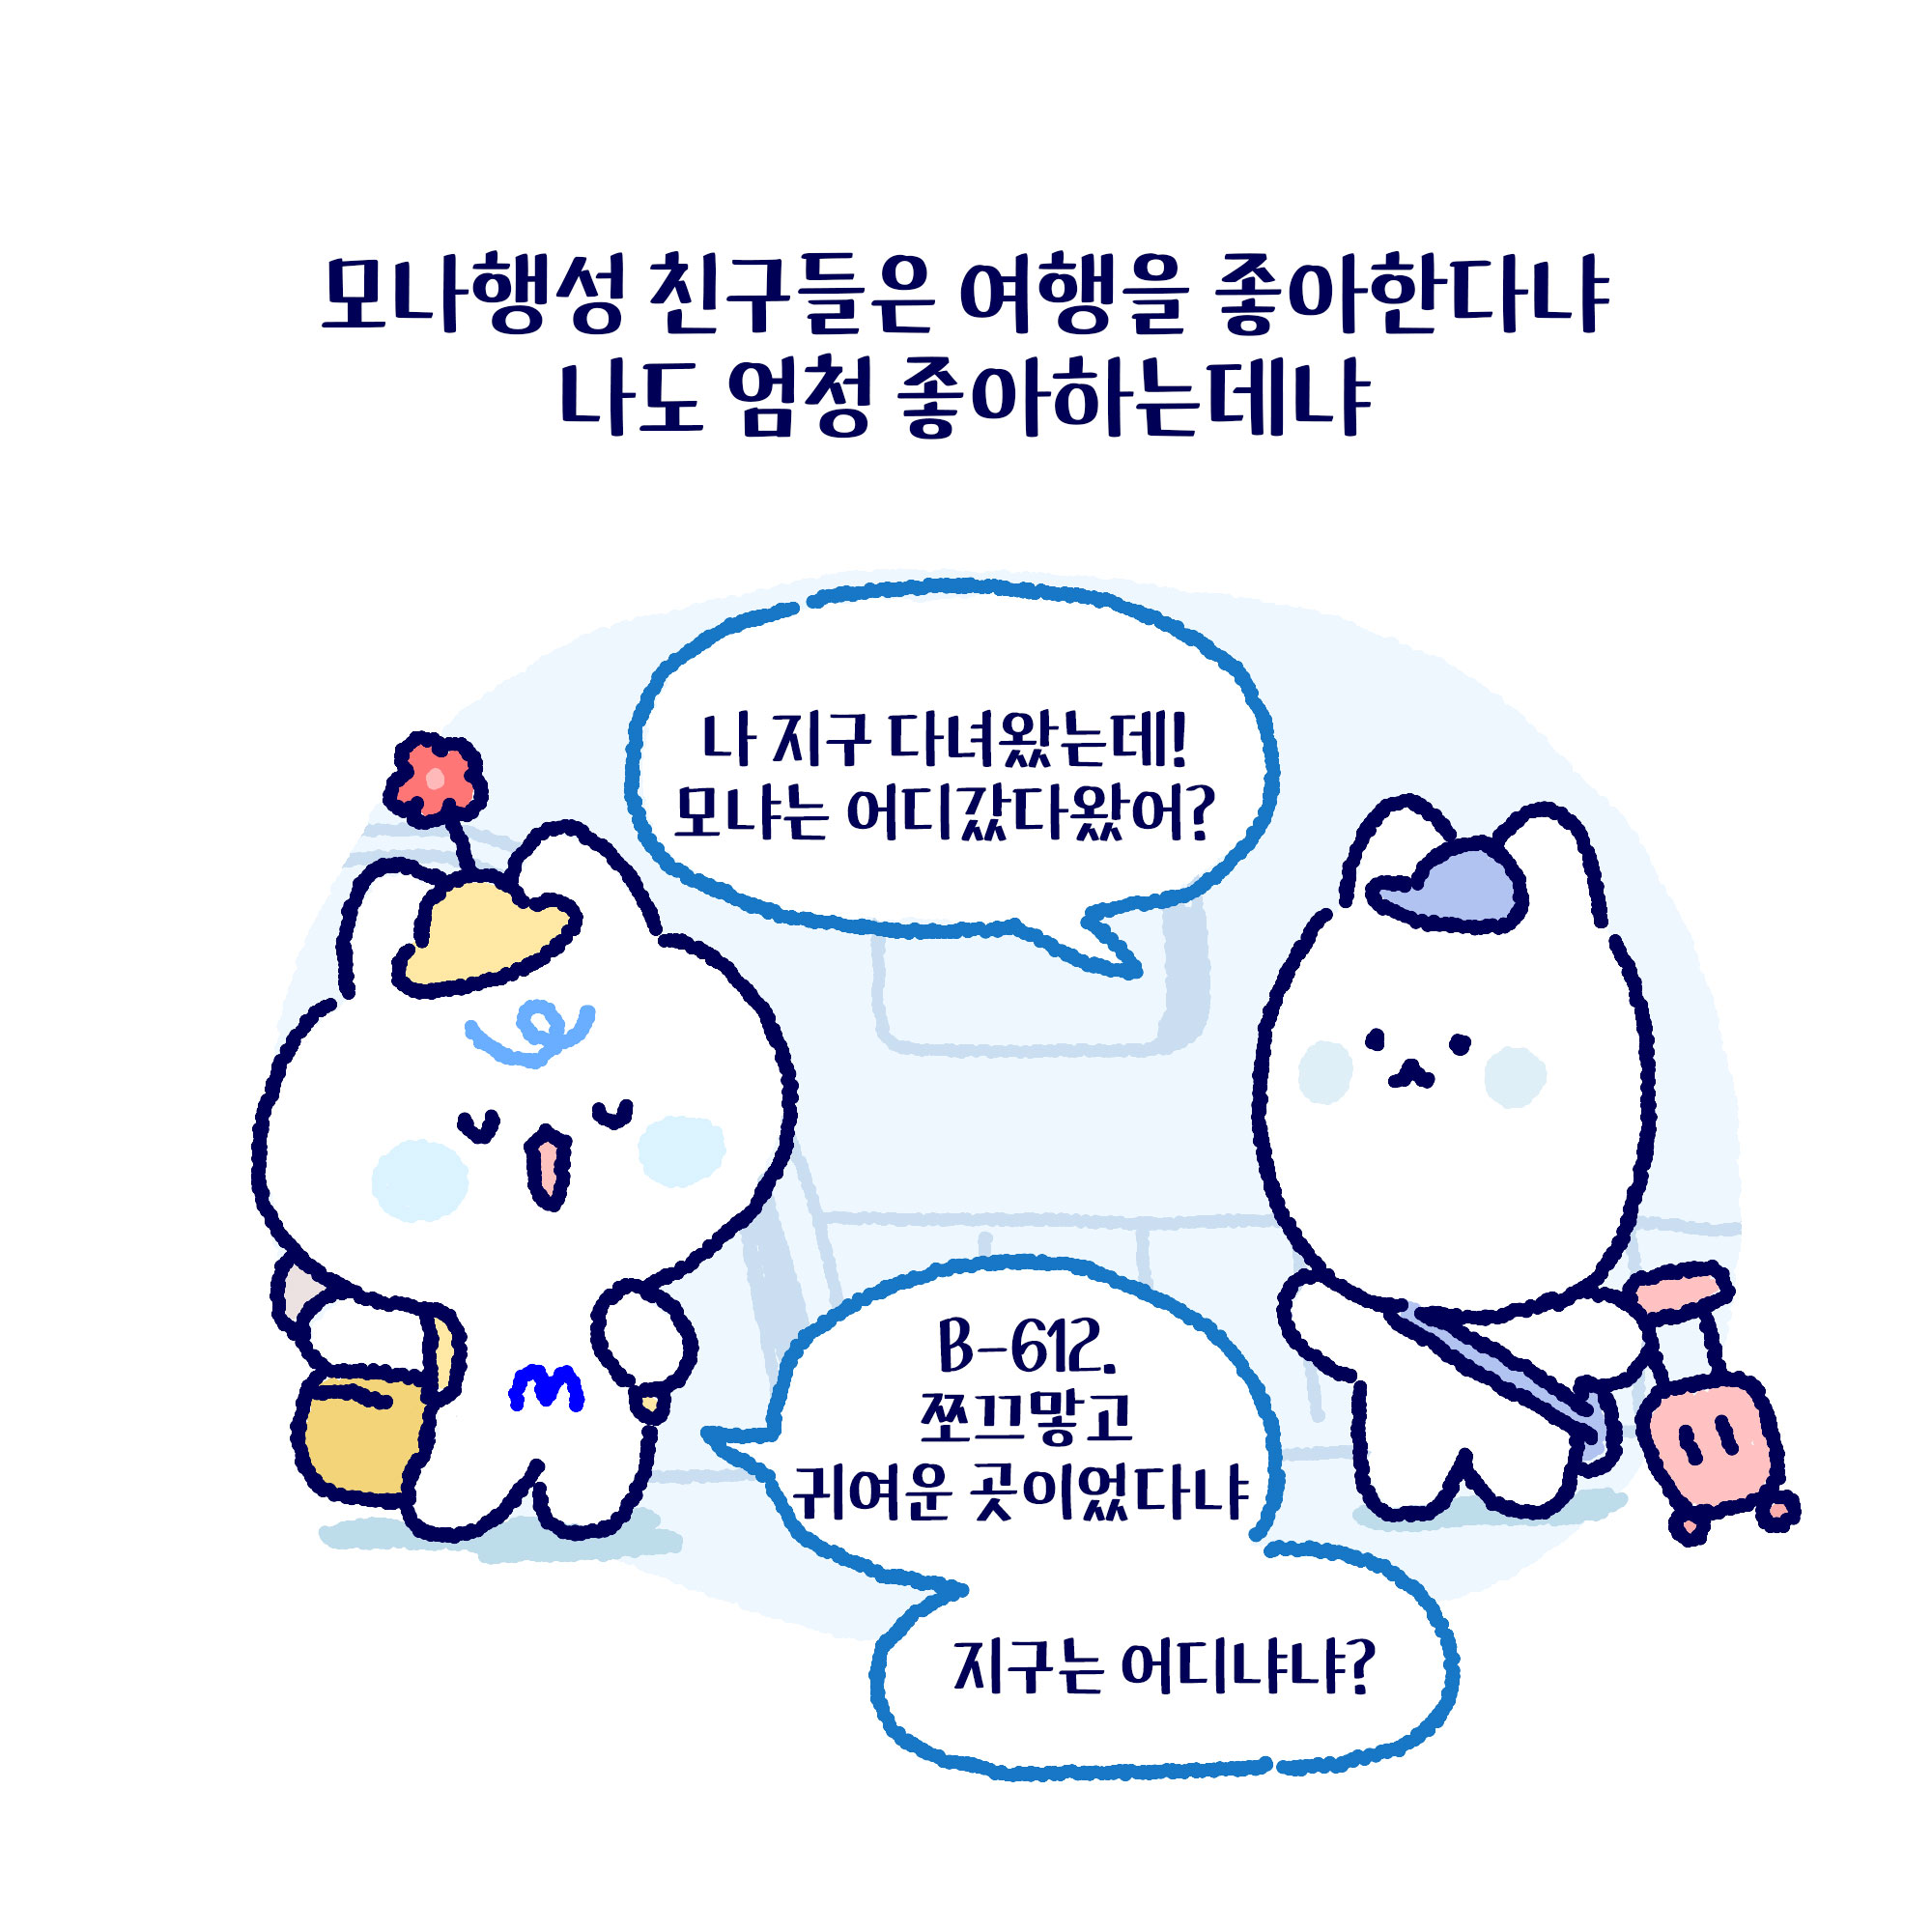 모나행성 친구들은 여행을 좋아한다냐
나도 엄청 좋아하는데냐
나 지구 다녀왔는데!
모냐는 어디갔다왔어?
B-612.
쪼끄맣고
귀여운 곳이었다냐
지구는 어디냐냐?
M